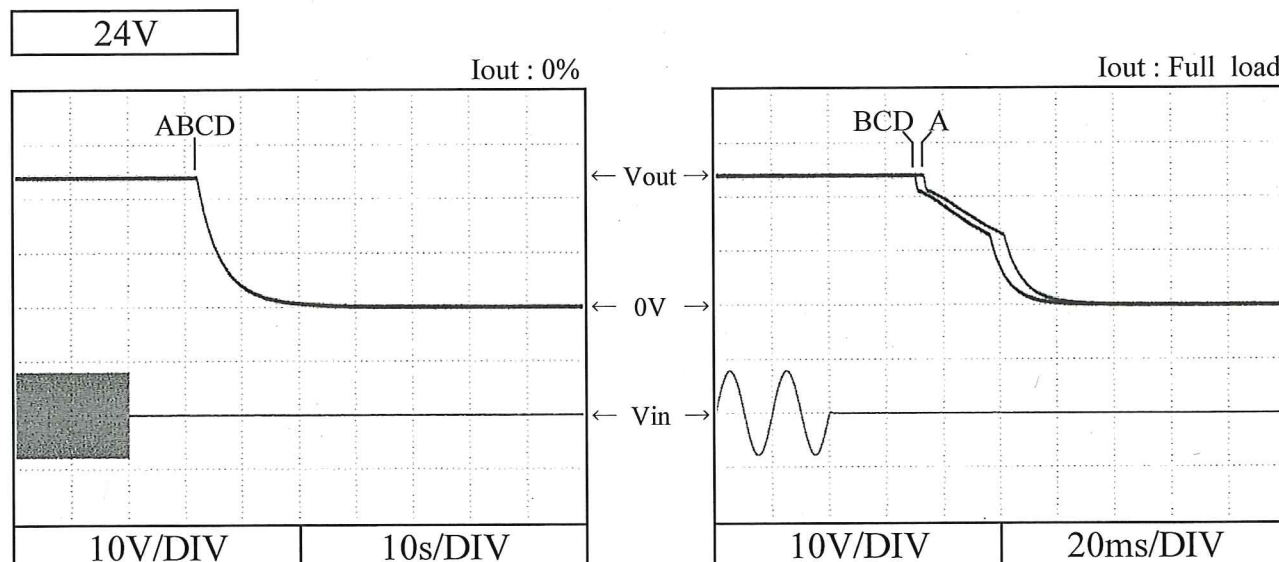 24V
Iout : 0%
Iout : Full load
ABCD
BCD A
← Vout →
← 0V →
← Vin →
10V/DIV 10s/DIV
10V/DIV 20ms/DIV